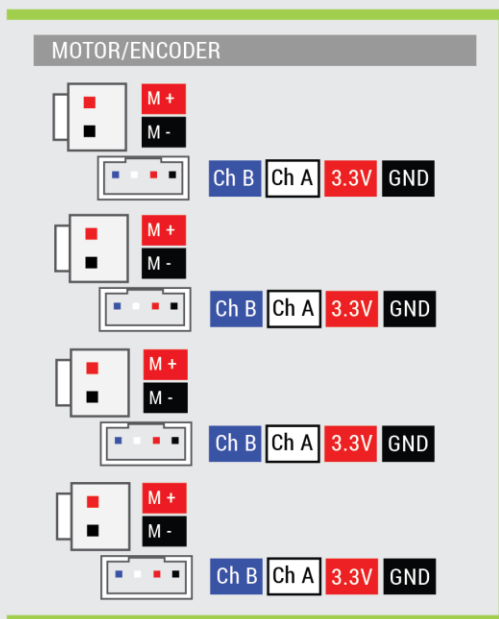 MOTOR/ENCODER
M +
M -
Ch B Ch A 3.3V GND
M +
M -
Ch B Ch A 3.3V GND
M +
M -
Ch B Ch A 3.3V GND
M +
M -
Ch B Ch A 3.3V GND